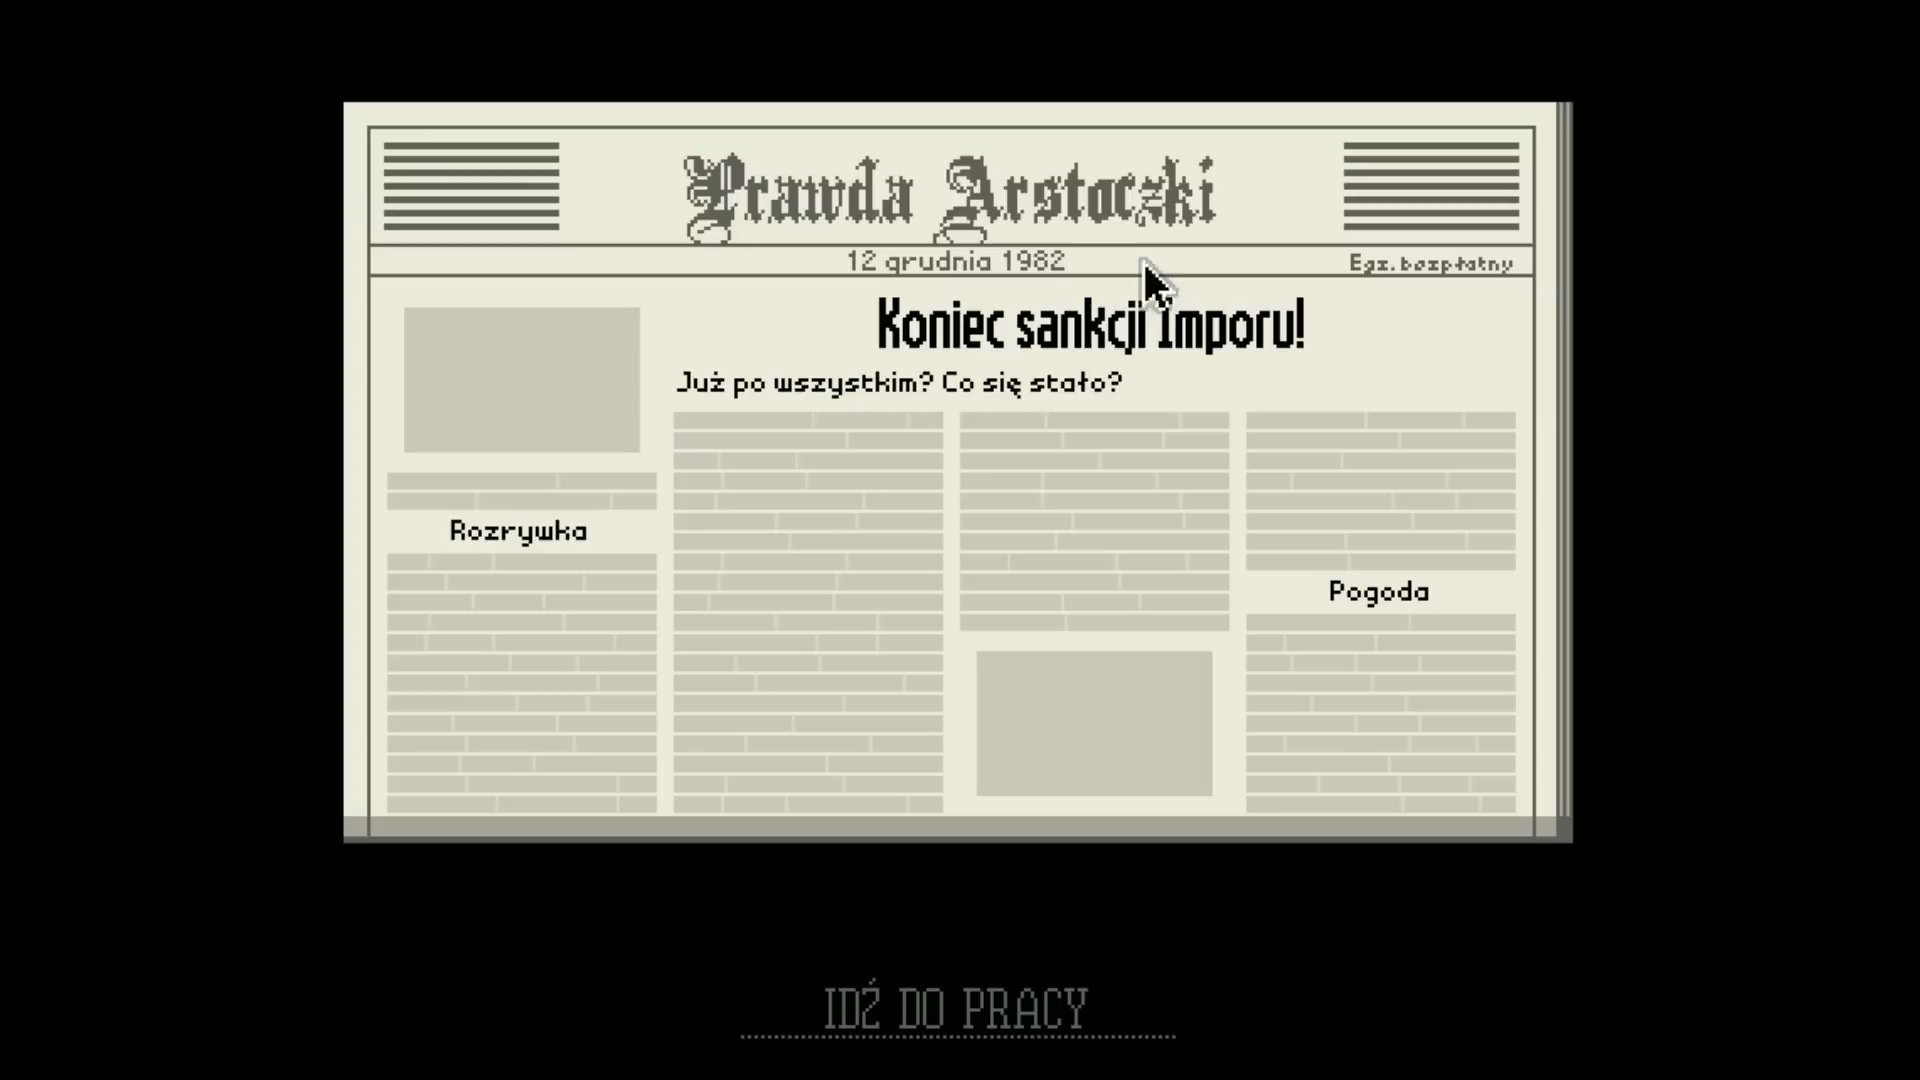 Prawda Arstoczki
12 grudnia 1982
Egz. bezpłatny
Koniec sankcji Imporu!
Już po wszystkim? Co się stało?
Rozrywka
Pogoda
IDŹ DO PRACY